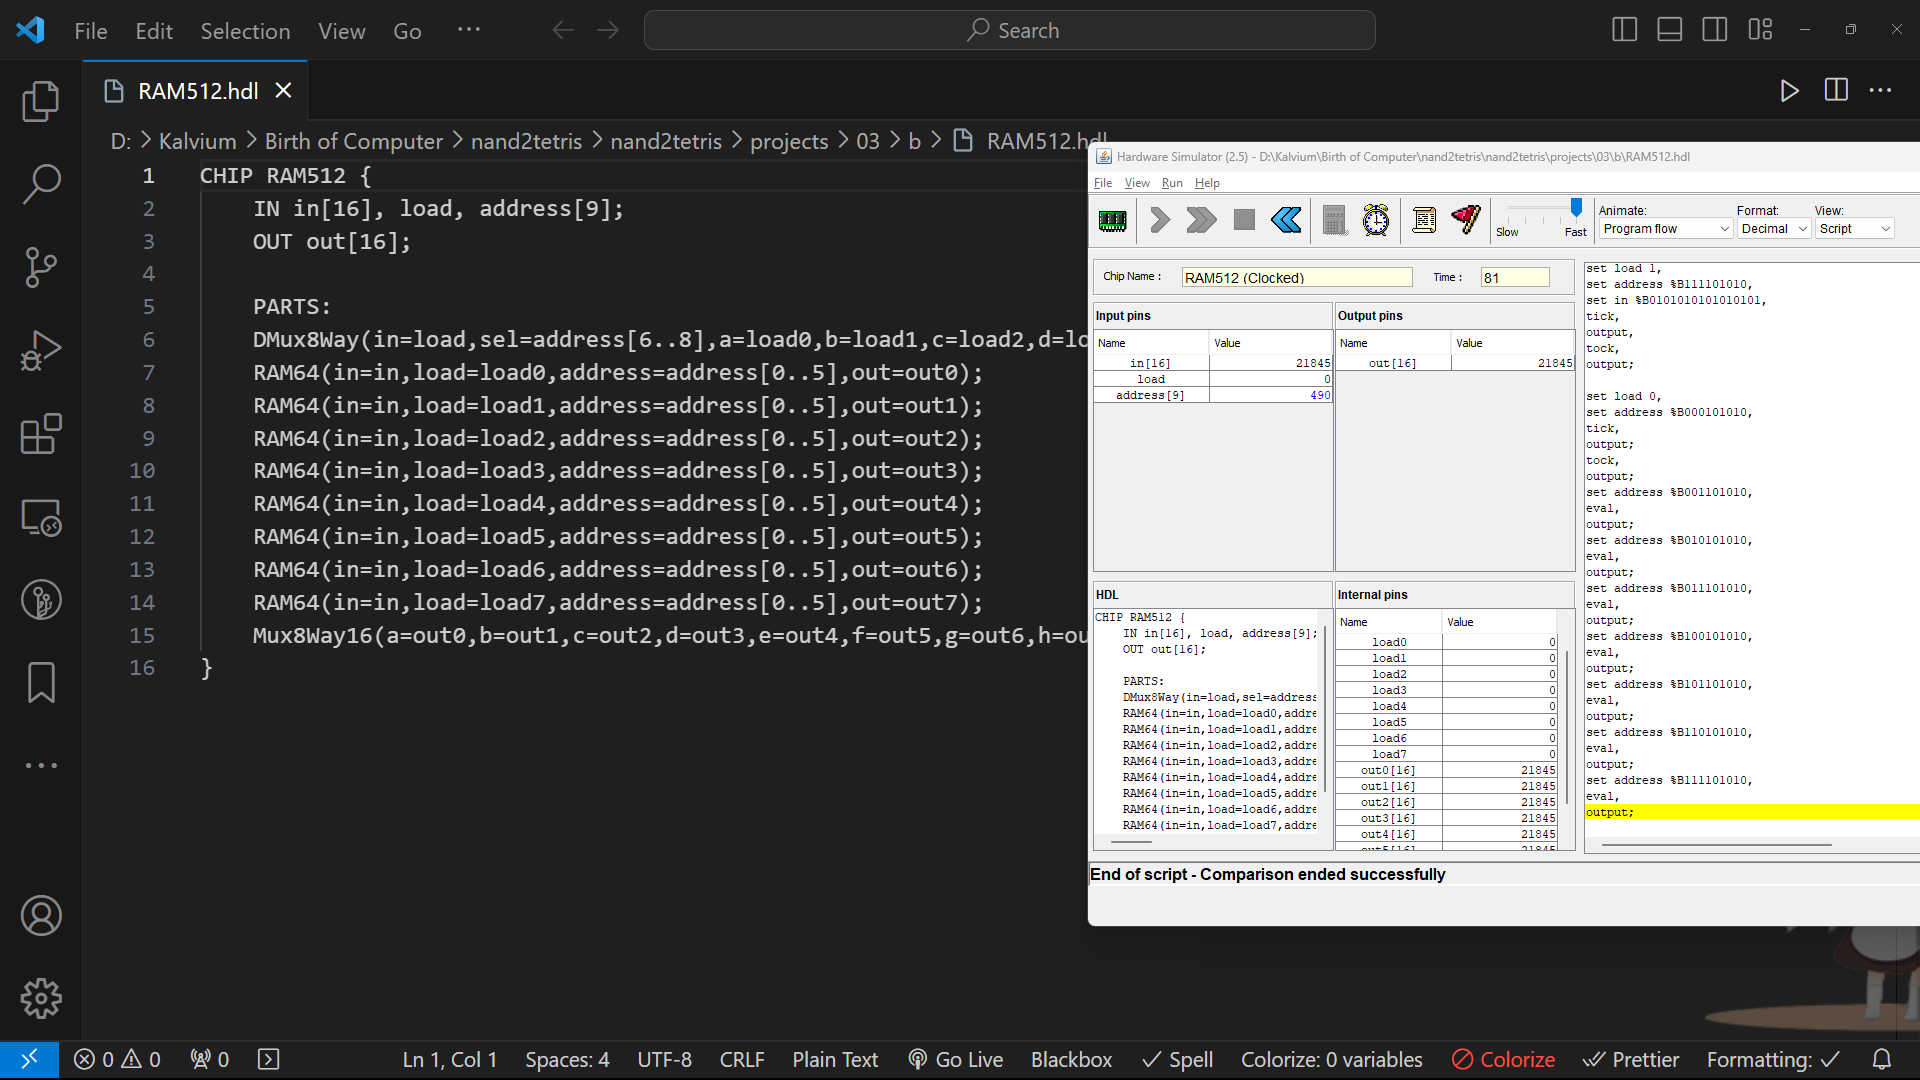 File Edit Selection View Go ... Search
RAM512.hdl
D: > Kalvium > Birth of Computer > nand2tetris > nand2tetris > projects > 03 > b > RAM512.hdl
1 CHIP RAM512 {
2 IN in[16], load, address[9];
3 OUT out[16];
4
5 PARTS:
6 DMux8Way(in=load,sel=address[6..8],a=load0,b=load1,c=load2,d=lo
7 RAM64(in=in,load=load0,address=address[0..5],out=out0);
8 RAM64(in=in,load=load1,address=address[0..5],out=out1);
9 RAM64(in=in,load=load2,address=address[0..5],out=out2);
10 RAM64(in=in,load=load3,address=address[0..5],out=out3);
11 RAM64(in=in,load=load4,address=address[0..5],out=out4);
12 RAM64(in=in,load=load5,address=address[0..5],out=out5);
13 RAM64(in=in,load=load6,address=address[0..5],out=out6);
14 RAM64(in=in,load=load7,address=address[0..5],out=out7);
15 Mux8Way16(a=out0,b=out1,c=out2,d=out3,e=out4,f=out5,g=out6,h=ou
16 }
Hardware Simulator (2.5) - D:\Kalvium\Birth of Computer\nand2tetris\nand2tetris\projects\03\b\RAM512.hdl
File View Run Help
Slow Fast
Animate: Format: View:
Program flow Decimal Script
Chip Name : RAM512 (Clocked) Time : 81
Input pins
Name Value
in[16] 21845
load 0
address[9] 490
Output pins
Name Value
out[16] 21845
HDL
CHIP RAM512 {
IN in[16], load, address[9];
OUT out[16];
PARTS:
DMux8Way(in=load,sel=address
RAM64(in=in,load=load0,addre
RAM64(in=in,load=load1,addre
RAM64(in=in,load=load2,addre
RAM64(in=in,load=load3,addre
RAM64(in=in,load=load4,addre
RAM64(in=in,load=load5,addre
RAM64(in=in,load=load6,addre
RAM64(in=in,load=load7,addre
Internal pins
Name Value
load0 0
load1 0
load2 0
load3 0
load4 0
load5 0
load6 0
load7 0
out0[16] 21845
out1[16] 21845
out2[16] 21845
out3[16] 21845
out4[16] 21845
out5[16] 21845
set load 1,
set address %B111101010,
set in %B0101010101010101,
tick,
output,
tock,
output;
set load 0,
set address %B000101010,
tick,
output;
tock,
output;
set address %B001101010,
eval,
output;
set address %B010101010,
eval,
output;
set address %B011101010,
eval,
output;
set address %B100101010,
eval,
output;
set address %B101101010,
eval,
output;
set address %B110101010,
eval,
output;
set address %B111101010,
eval,
output;
End of script - Comparison ended successfully
0 0 0 Ln 1, Col 1 Spaces: 4 UTF-8 CRLF Plain Text Go Live Blackbox Spell Colorize: 0 variables Colorize Prettier Formatting: ✓